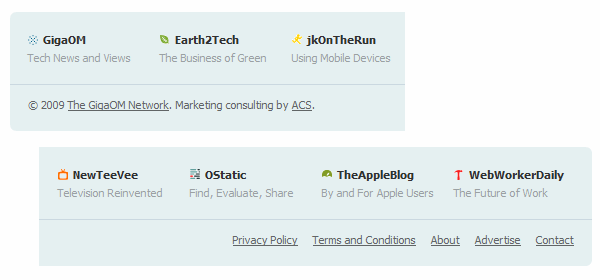 GigaOM Earth2Tech jkOnTheRun
Tech News and Views The Business of Green Using Mobile Devices
© 2009 The GigaOM Network. Marketing consulting by ACS.
NewTeeVee OStatic TheAppleBlog WebWorkerDaily
Television Reinvented Find, Evaluate, Share By and For Apple Users The Future of Work
Privacy Policy Terms and Conditions About Advertise Contact